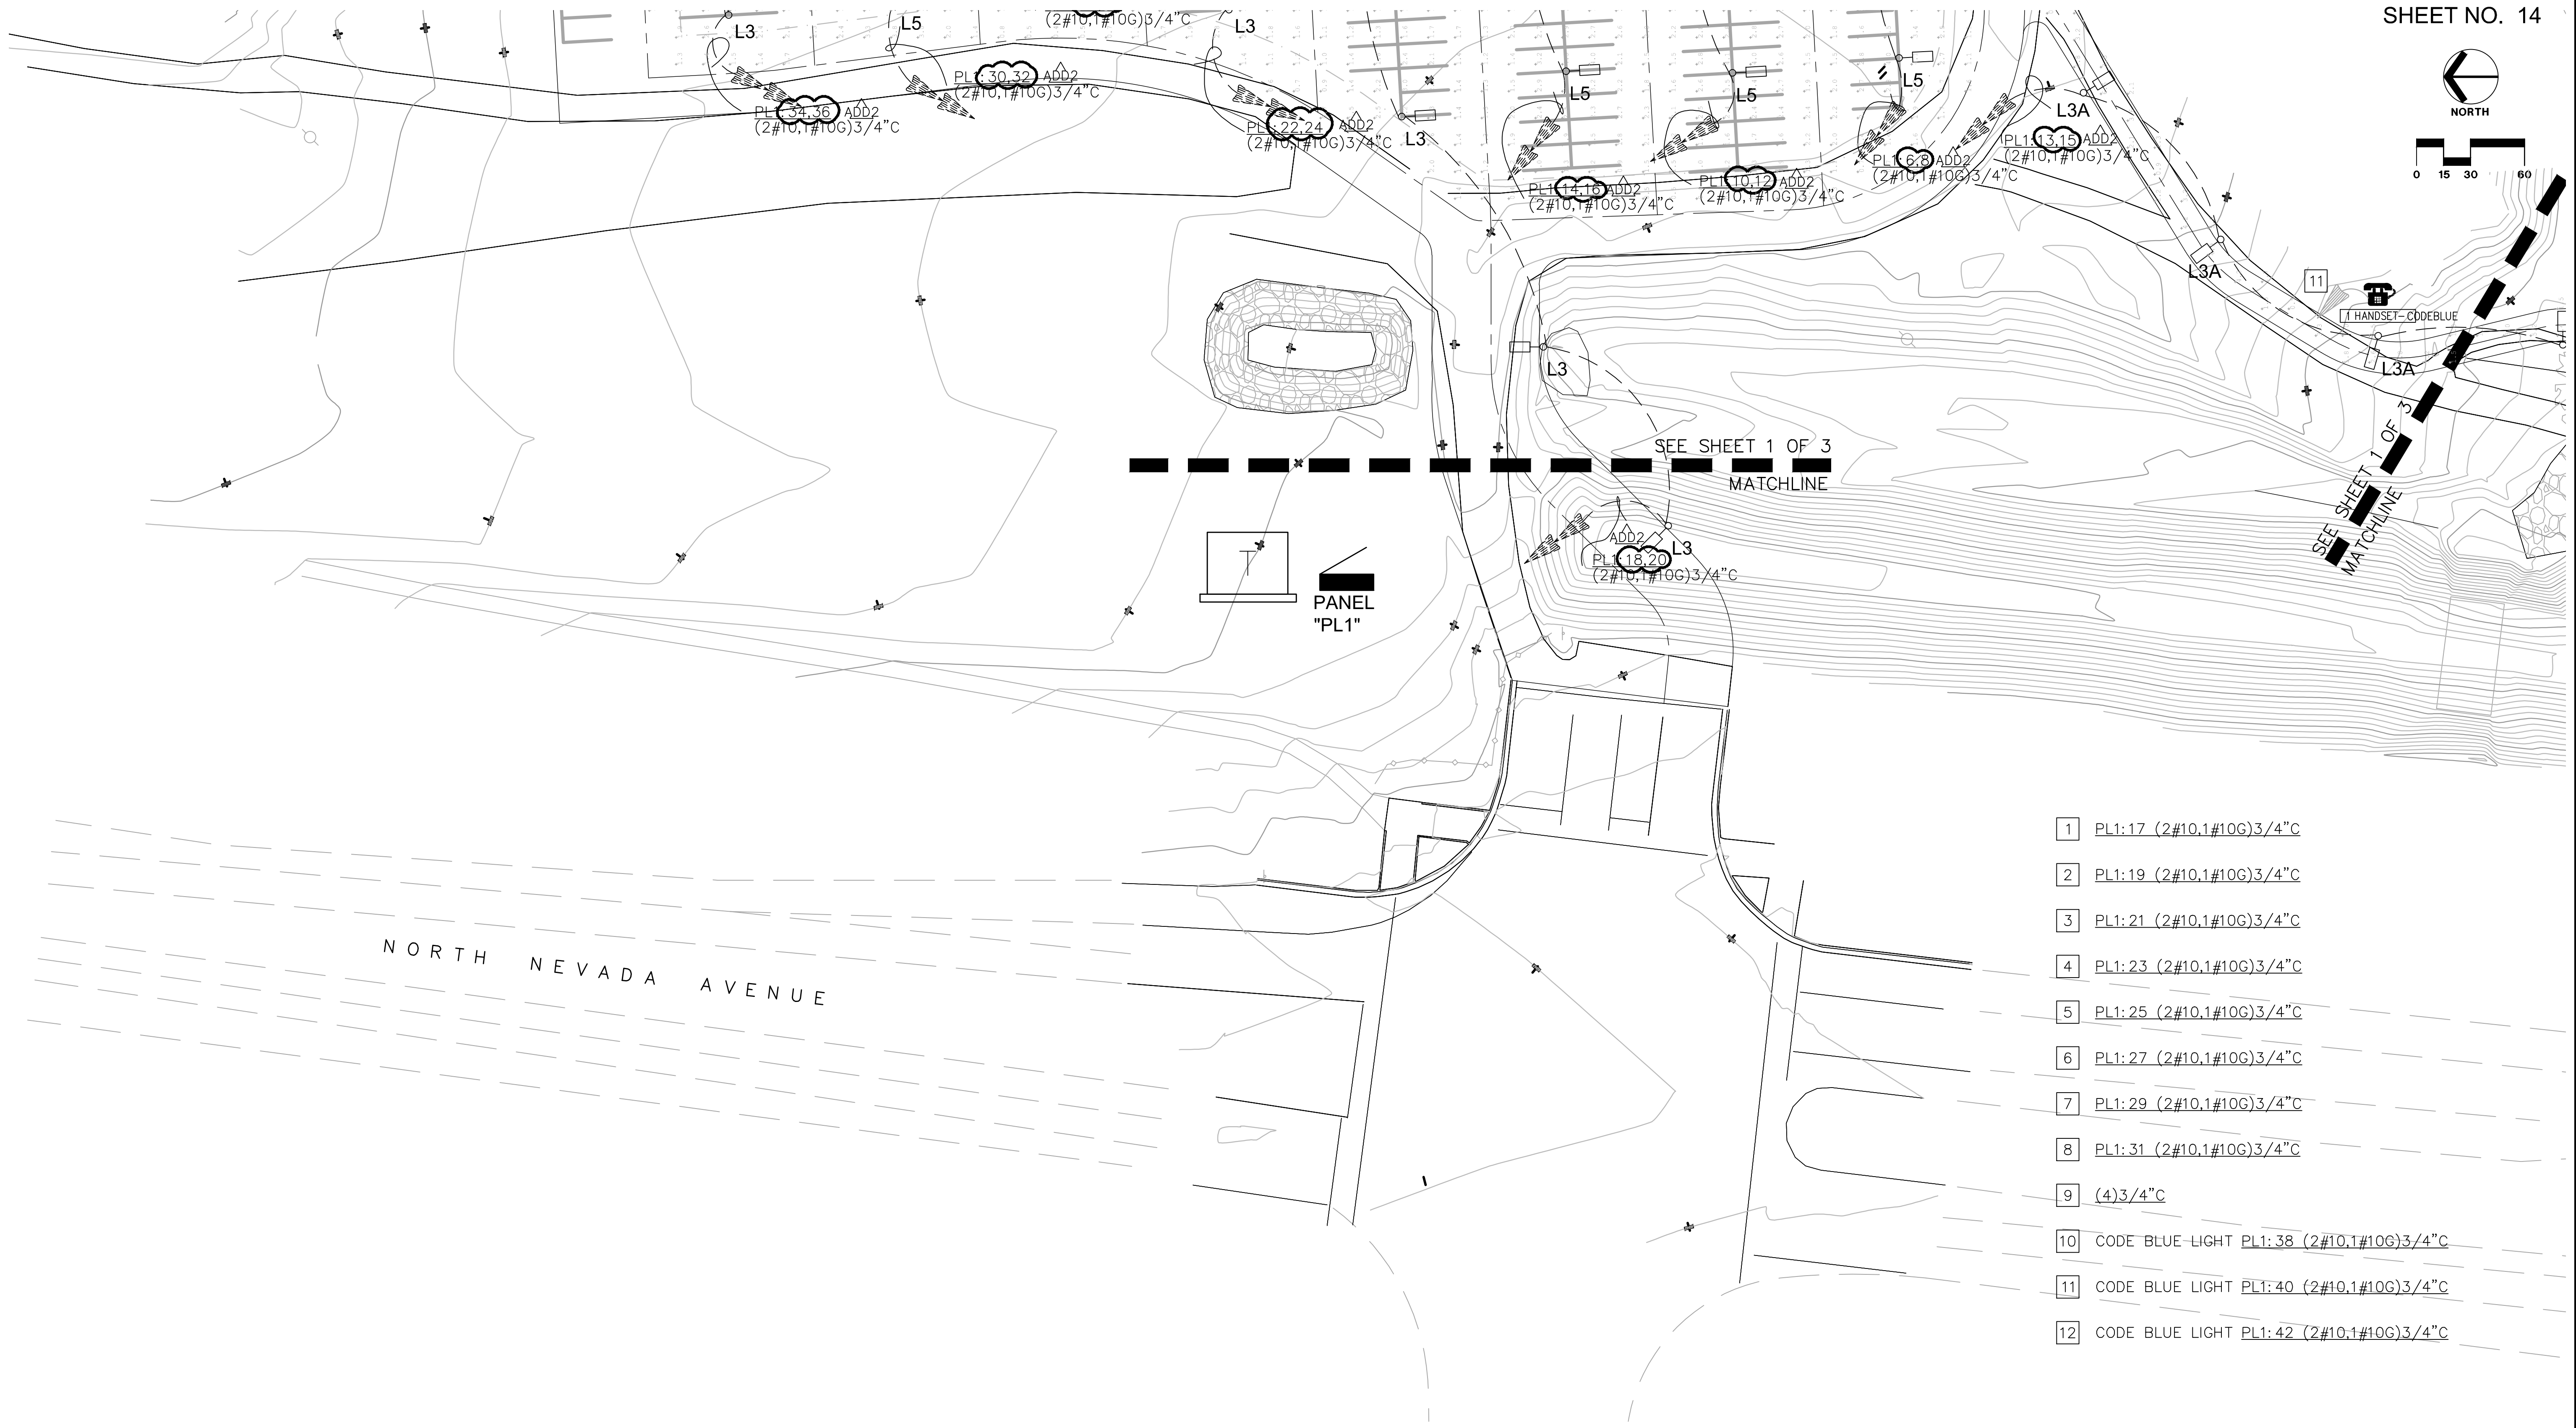 SHEET NO. 14
NORTH
0 15 30 60
L3
L5
(2#10,1#10G)3/4"C
L3
PL1:34,36 ADD2
(2#10,1#10G)3/4"C
PL1:30,32 ADD2
(2#10,1#10G)3/4"C
PL1:22,24 ADD2
(2#10,1#10G)3/4"C
L3
L5
PL1:14,16 ADD2
(2#10,1#10G)3/4"C
L5
PL1:10,12 ADD2
(2#10,1#10G)3/4"C
L5
PL1:6,8 ADD2
(2#10,1#10G)3/4"C
L3A
PL1:13,15 ADD2
(2#10,1#10G)3/4"C
L3A
11
1 HANDSET-CODEBLUE
L3A
L3
SEE SHEET 1 OF 3
MATCHLINE
SEE SHEET 1 OF 3
MATCHLINE
ADD2
L3
PL1:18,20
(2#10,1#10G)3/4"C
T
PANEL
"PL1"
NORTH NEVADA AVENUE
1 PL1:17 (2#10,1#10G)3/4"C
2 PL1:19 (2#10,1#10G)3/4"C
3 PL1:21 (2#10,1#10G)3/4"C
4 PL1:23 (2#10,1#10G)3/4"C
5 PL1:25 (2#10,1#10G)3/4"C
6 PL1:27 (2#10,1#10G)3/4"C
7 PL1:29 (2#10,1#10G)3/4"C
8 PL1:31 (2#10,1#10G)3/4"C
9 (4)3/4"C
10 CODE BLUE LIGHT PL1:38 (2#10,1#10G)3/4"C
11 CODE BLUE LIGHT PL1:40 (2#10,1#10G)3/4"C
12 CODE BLUE LIGHT PL1:42 (2#10,1#10G)3/4"C